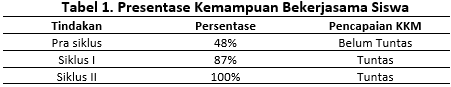 Tabel 1. Presentase Kemampuan Bekerjasama Siswa
Tindakan Persentase Pencapaian KKM
Pra siklus 48% Belum Tuntas
Siklus I 87% Tuntas
Siklus II 100% Tuntas